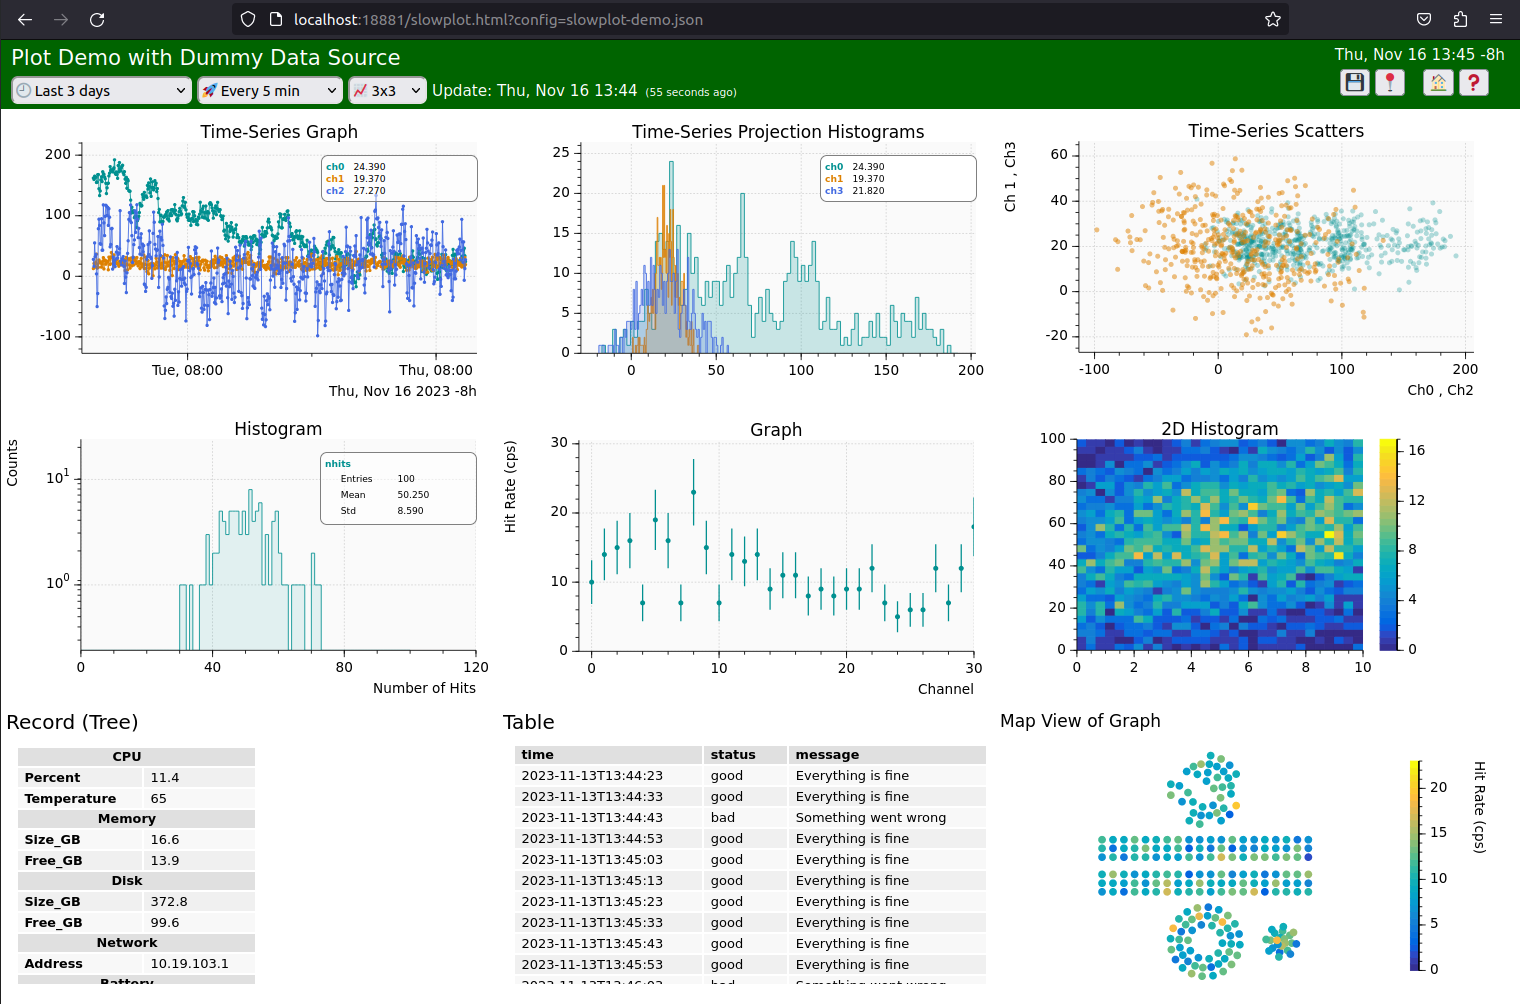 localhost:18881/slowplot.html?config=slowplot-demo.json
Plot Demo with Dummy Data Source
Thu, Nov 16 13:45 -8h
Last 3 days
Every 5 min
3x3
Update: Thu, Nov 16 13:44 (55 seconds ago)
?
Time-Series Graph
200
100
0
-100
ch0 24.390
ch1 19.370
ch2 27.270
Tue, 08:00
Thu, 08:00
Thu, Nov 16 2023 -8h
Time-Series Projection Histograms
25
20
15
10
5
0
ch0 24.390
ch1 19.370
ch3 21.820
0 50 100 150 200
Time-Series Scatters
Ch 1 , Ch3
60
40
20
0
-20
-100 0 100 200
Ch0 , Ch2
Histogram
Counts
10¹
10⁰
nhits
Entries 100
Mean 50.250
Std 8.590
0 40 80 120
Number of Hits
Graph
Hit Rate (cps)
30
20
10
0
0 10 20 30
Channel
2D Histogram
100
80
60
40
20
0
0 2 4 6 8 10
16
12
8
4
0
Record (Tree)
CPU
Percent 11.4
Temperature 65
Memory
Size_GB 16.6
Free_GB 13.9
Disk
Size_GB 372.8
Free_GB 99.6
Network
Address 10.19.103.1
Battery
Table
time status message
2023-11-13T13:44:23 good Everything is fine
2023-11-13T13:44:33 good Everything is fine
2023-11-13T13:44:43 bad Something went wrong
2023-11-13T13:44:53 good Everything is fine
2023-11-13T13:45:03 good Everything is fine
2023-11-13T13:45:13 good Everything is fine
2023-11-13T13:45:23 good Everything is fine
2023-11-13T13:45:33 good Everything is fine
2023-11-13T13:45:43 good Everything is fine
2023-11-13T13:45:53 good Everything is fine
2023-11-13T13:46:03 bad Something went wrong
Map View of Graph
20
15
10
5
0
Hit Rate (cps)